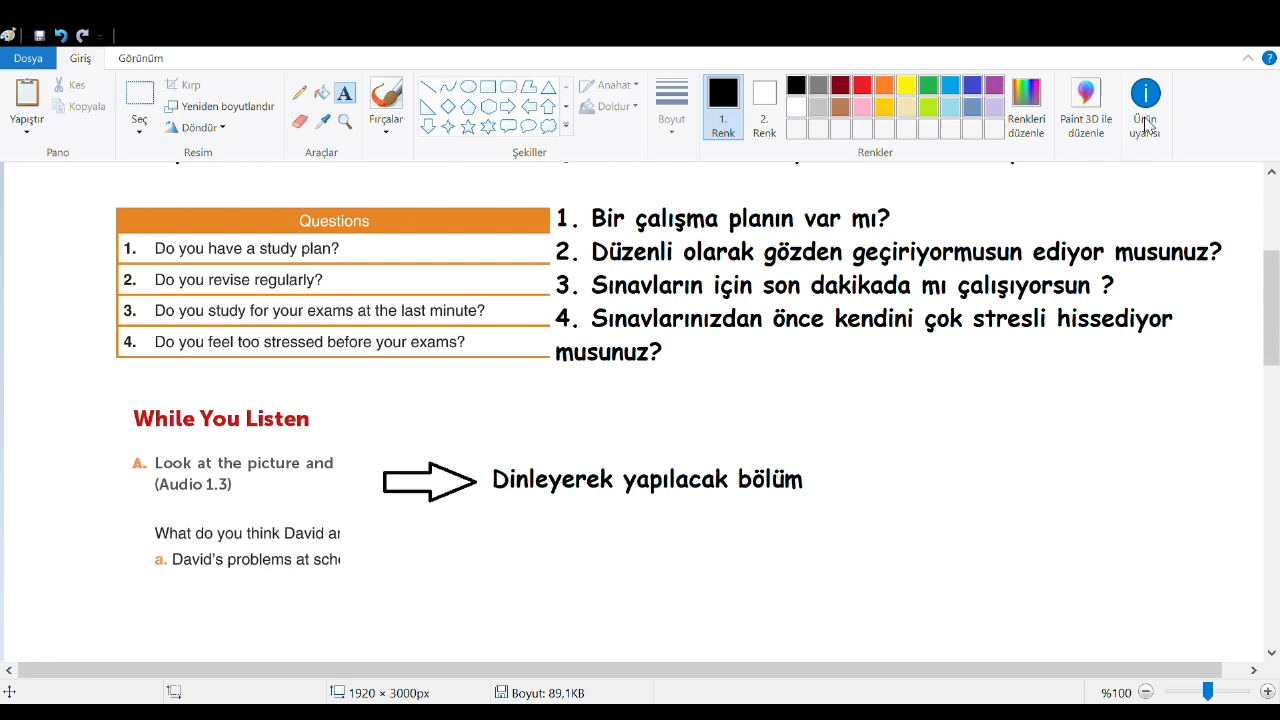 Dosya Giriş Görünüm
Yapıştır Kes Kopyala Pano
Seç Kırp Yeniden boyutlandır Döndür Resim
A Araçlar
Fırçalar
Anahat Doldur Şekiller
Boyut
1. Renk 2. Renk Renkleri düzenle Renkler
Paint 3D ile düzenle
Ürün uyarısı
Questions
1. Do you have a study plan?
2. Do you revise regularly?
3. Do you study for your exams at the last minute?
4. Do you feel too stressed before your exams?
1. Bir çalışma planın var mı?
2. Düzenli olarak gözden geçiriyormusun ediyor musunuz?
3. Sınavların için son dakikada mı çalışıyorsun ?
4. Sınavlarınızdan önce kendini çok stresli hissediyor
musunuz?
While You Listen
A. Look at the picture and
(Audio 1.3)
Dinleyerek yapılacak bölüm
What do you think David
a. David's problems at
1920 × 3000px Boyut: 89,1KB %100